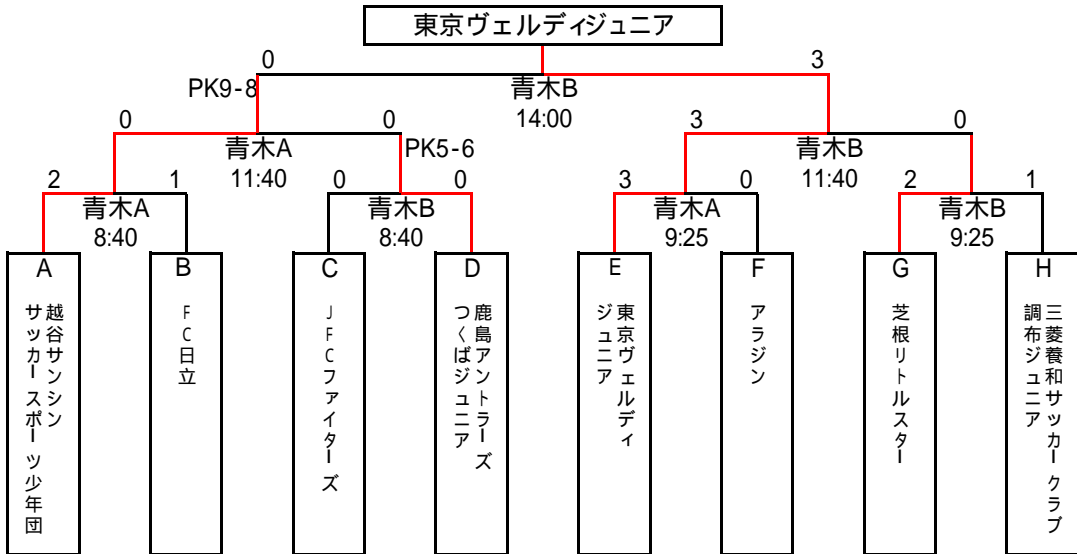 東京ヴェルディジュニア
0 3
PK9-8 青木B
14:00
0 0 3 0
青木A PK5-6 青木B
11:40 11:40
2 1 0 0 3 0 2 1
青木A 青木B 青木A 青木B
8:40 8:40 9:25 9:25
A B C D E F G H
越谷サンシン
サッカースポーツ少年団
FC日立
JFCファイターズ
鹿島アントラーズ
つくばジュニア
東京ヴェルディ
ジュニア
アラジン
芝根リトルスター
三菱養和サッカークラブ
調布ジュニア